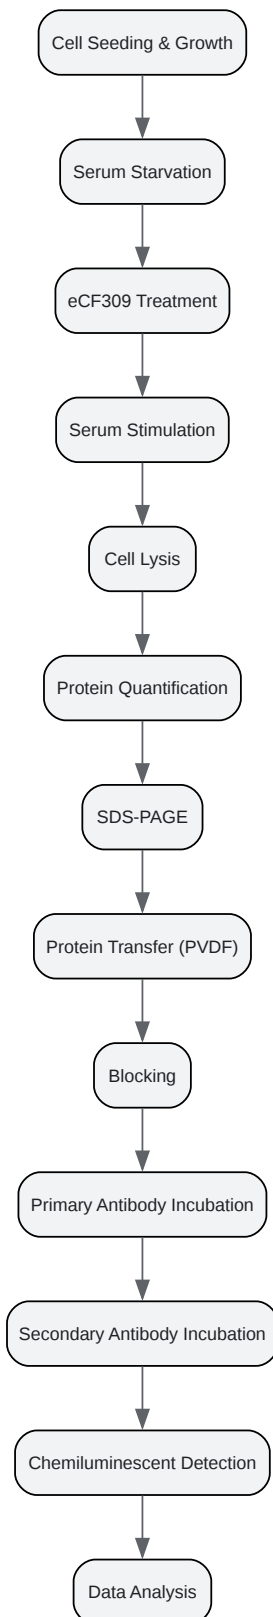 Cell Seeding & Growth
Serum Starvation
eCF309 Treatment
Serum Stimulation
Cell Lysis
Protein Quantification
SDS-PAGE
Protein Transfer (PVDF)
Blocking
Primary Antibody Incubation
Secondary Antibody Incubation
Chemiluminescent Detection
Data Analysis